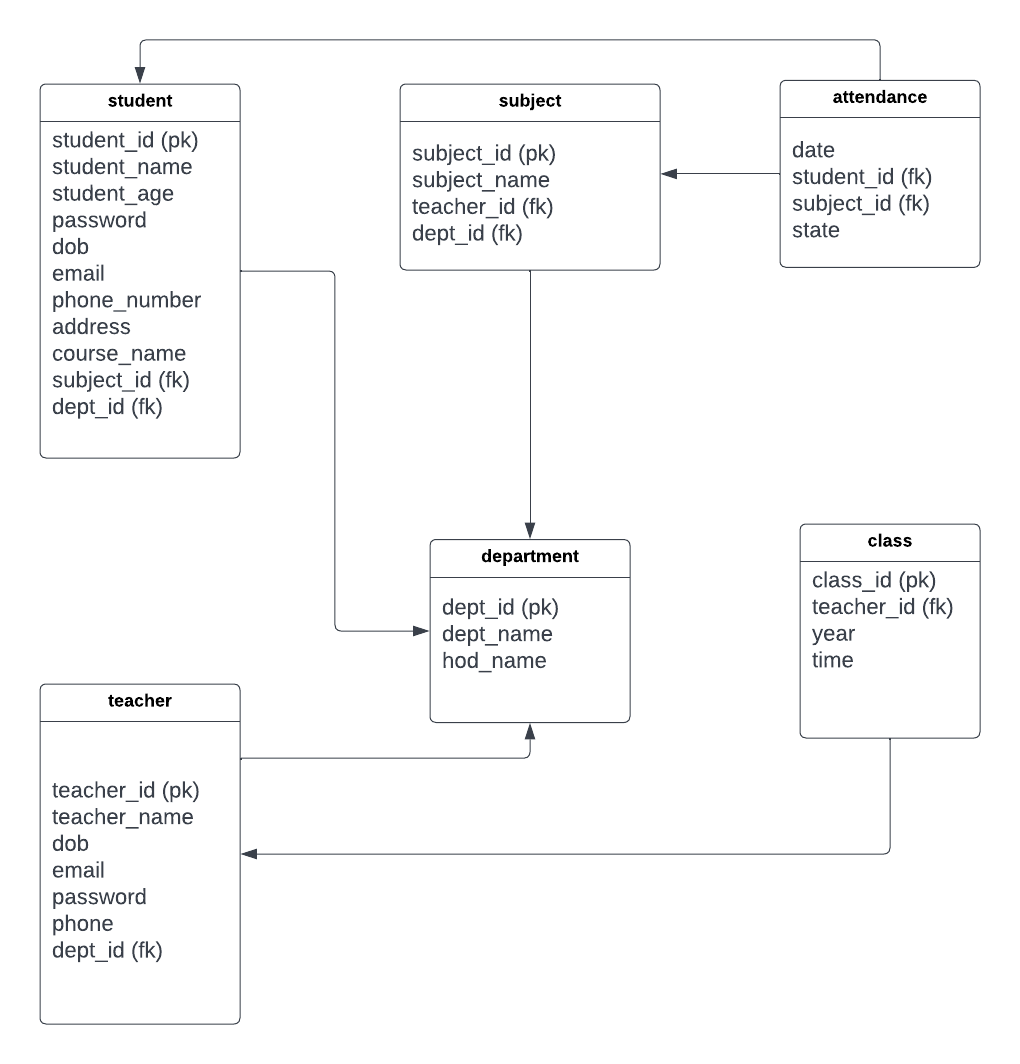 student
student_id (pk)
student_name
student_age
password
dob
email
phone_number
address
course_name
subject_id (fk)
dept_id (fk)
subject
subject_id (pk)
subject_name
teacher_id (fk)
dept_id (fk)
attendance
date
student_id (fk)
subject_id (fk)
state
department
dept_id (pk)
dept_name
hod_name
class
class_id (pk)
teacher_id (fk)
year
time
teacher
teacher_id (pk)
teacher_name
dob
email
password
phone
dept_id (fk)